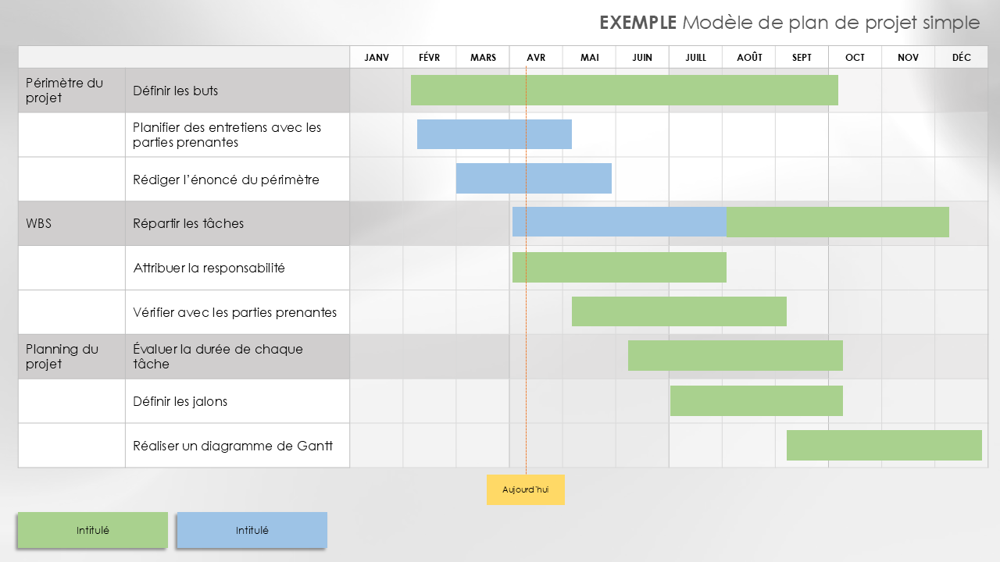 EXEMPLE Modèle de plan de projet simple
JANV FÉVR MARS AVR MAI JUIN JUILL AOÛT SEPT OCT NOV DÉC
Périmètre du
projet
Définir les buts
Planifier des entretiens avec les
parties prenantes
Rédiger l’énoncé du périmètre
WBS
Répartir les tâches
Attribuer la responsabilité
Vérifier avec les parties prenantes
Planning du
projet
Évaluer la durée de chaque
tâche
Définir les jalons
Réaliser un diagramme de Gantt
Aujourd’hui
Intitulé
Intitulé